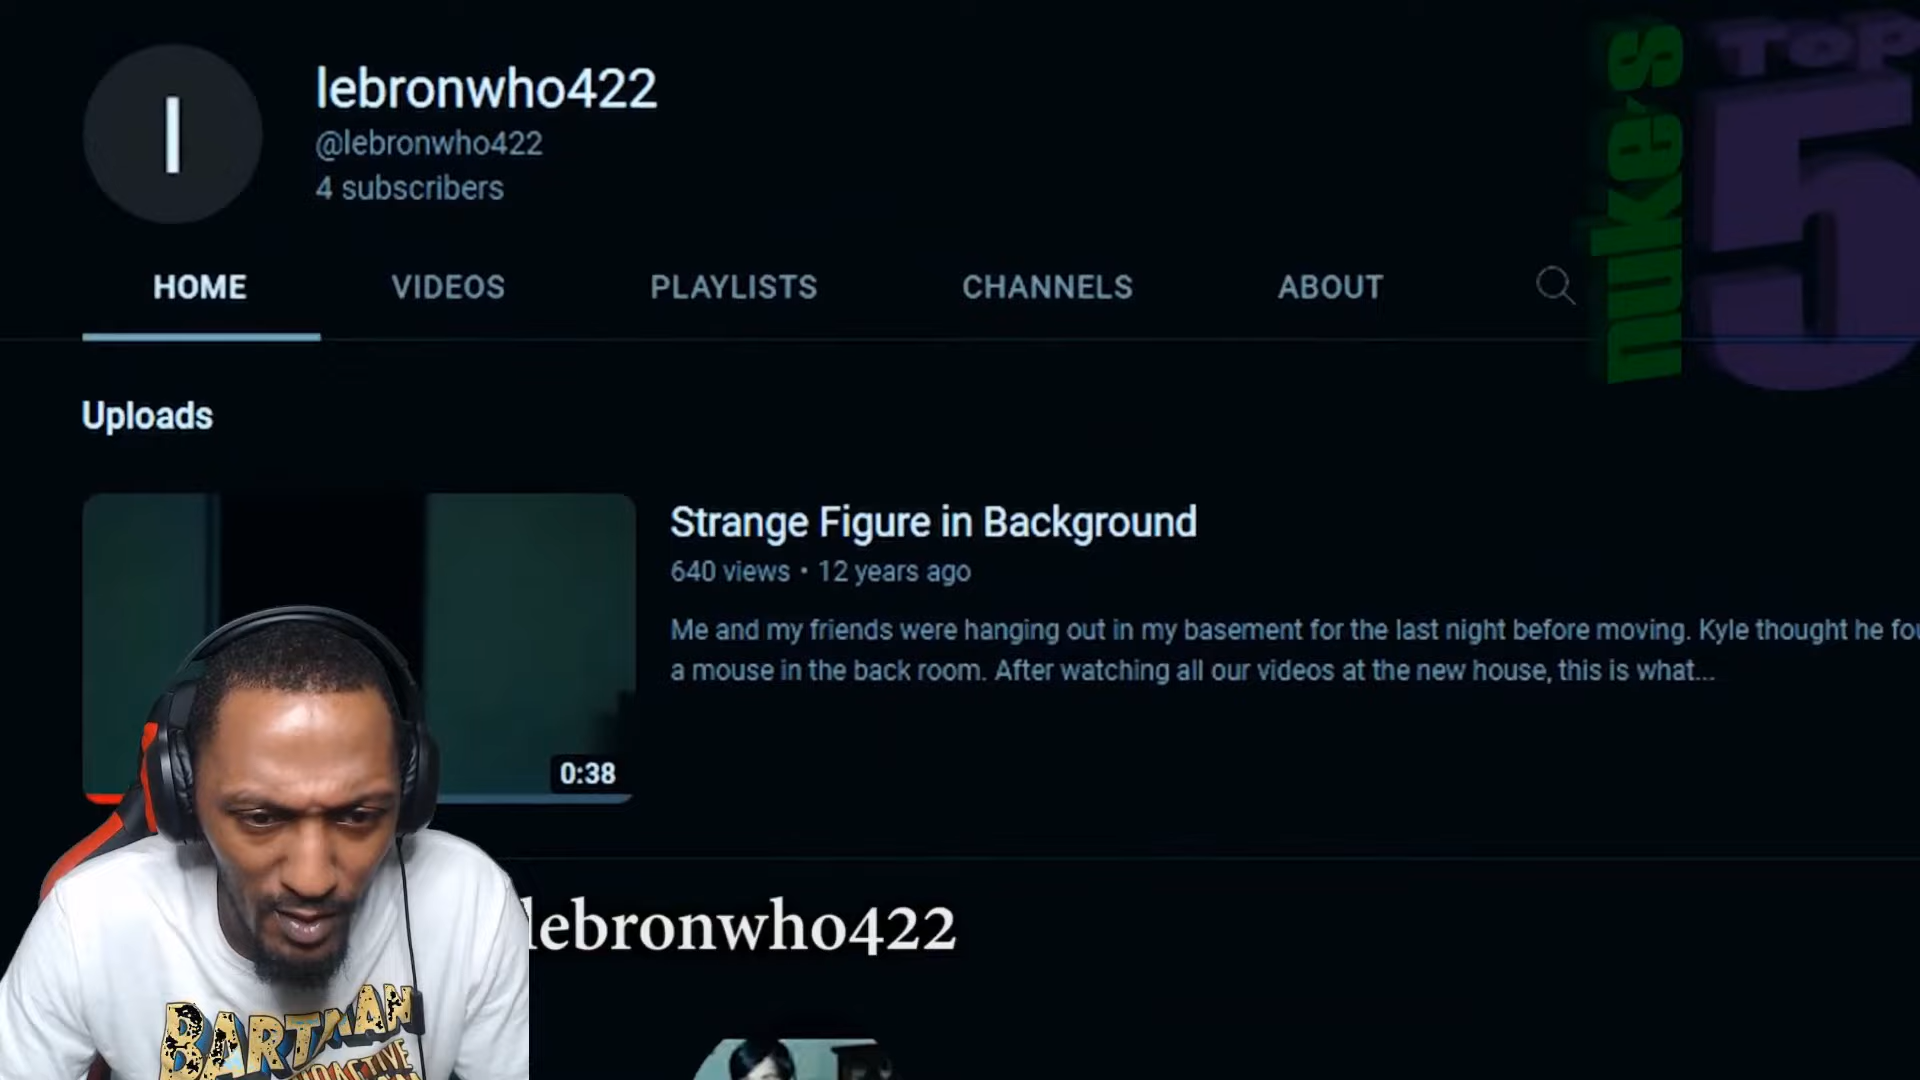 lebronwho422
@lebronwho422
4 subscribers
nuke's
TOP
5
HOME
VIDEOS
PLAYLISTS
CHANNELS
ABOUT
Uploads
Strange Figure in Background
640 views • 12 years ago
Me and my friends were hanging out in my basement for the last night before moving. Kyle thought he fou
a mouse in the back room. After watching all our videos at the new house, this is what...
0:38
lebronwho422
BARTMAN